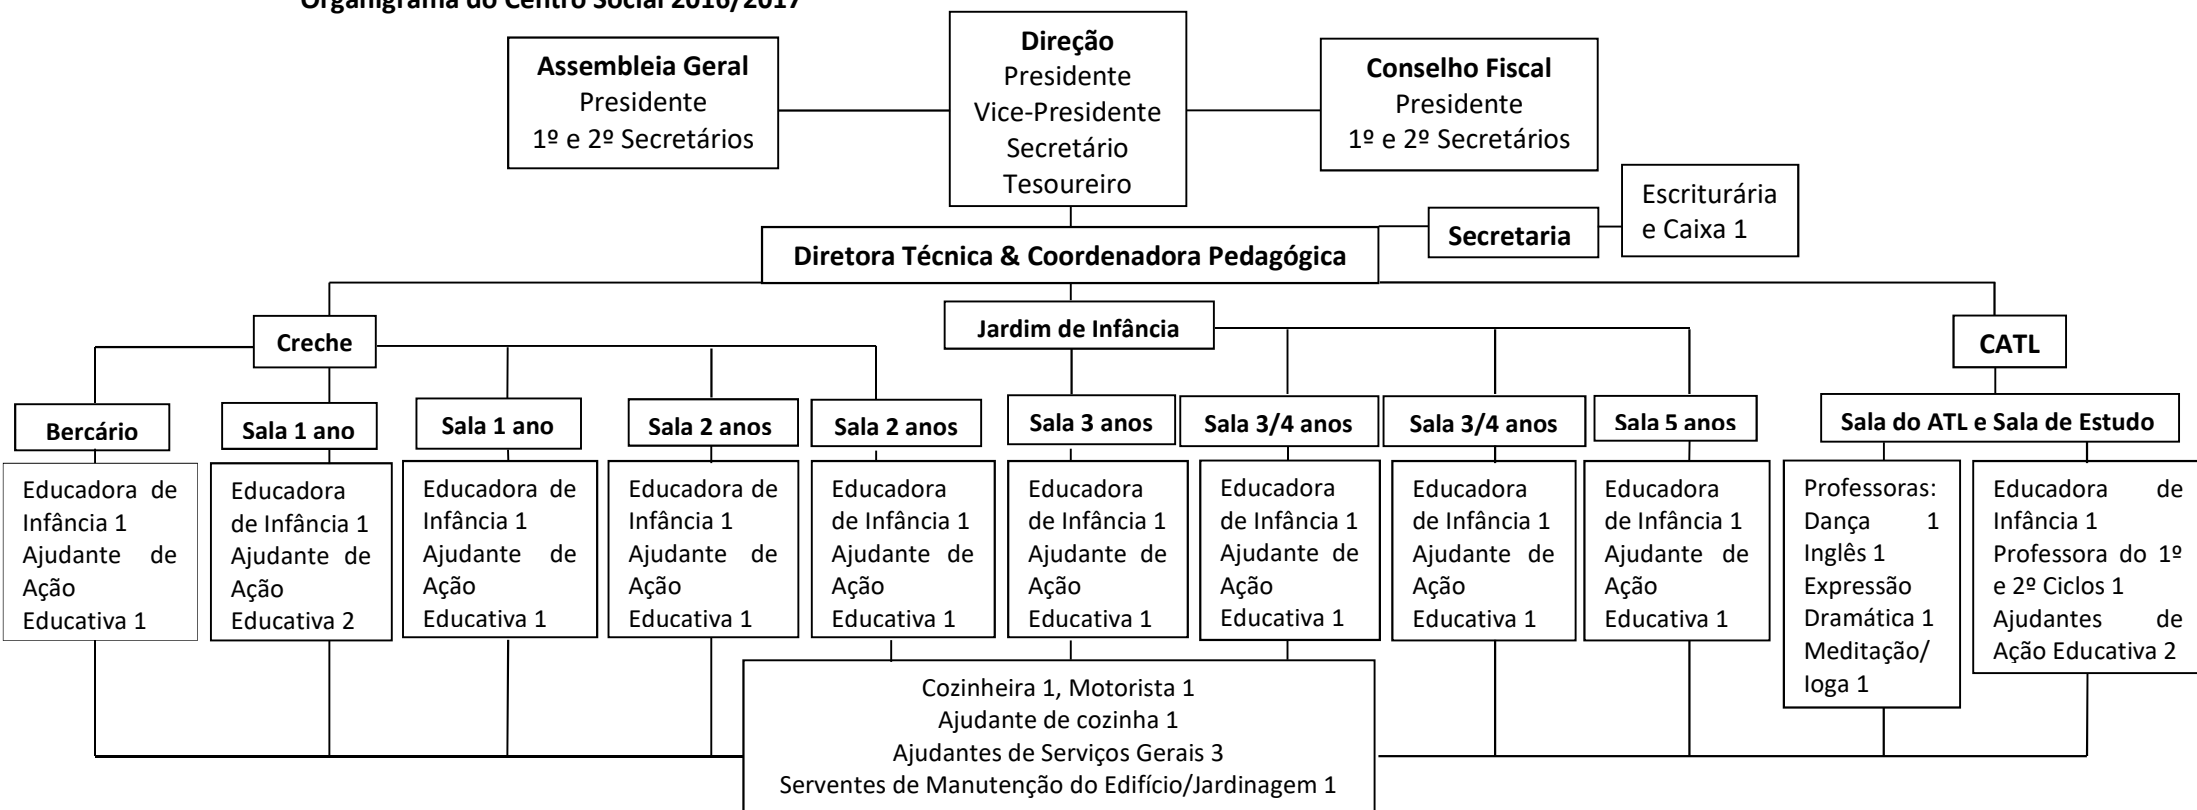 Organigrama do Centro Social 2016/2017
Assembleia Geral
Presidente
1º e 2º Secretários
Direção
Presidente
Vice-Presidente
Secretário
Tesoureiro
Conselho Fiscal
Presidente
1º e 2º Secretários
Secretaria
Escriturária
e Caixa 1
Diretora Técnica & Coordenadora Pedagógica
Creche
Jardim de Infância
CATL
Berçário
Sala 1 ano
Sala 1 ano
Sala 2 anos
Sala 2 anos
Sala 3 anos
Sala 3/4 anos
Sala 3/4 anos
Sala 5 anos
Sala do ATL e Sala de Estudo
Educadora de
Infância 1
Ajudante de
Ação
Educativa 1
Educadora
de Infância 1
Ajudante de
Ação
Educativa 2
Educadora de
Infância 1
Ajudante de
Ação
Educativa 1
Educadora de
Infância 1
Ajudante de
Ação
Educativa 1
Educadora
de Infância 1
Ajudante de
Ação
Educativa 1
Educadora
de Infância 1
Ajudante de
Ação
Educativa 1
Educadora
de Infância 1
Ajudante de
Ação
Educativa 1
Educadora
de Infância 1
Ajudante de
Ação
Educativa 1
Educadora
de Infância 1
Ajudante de
Ação
Educativa 1
Professoras:
Dança 1
Inglês 1
Expressão
Dramática 1
Meditação/
Ioga 1
Educadora de
Infância 1
Professora do 1º
e 2º Ciclos 1
Ajudantes de
Ação Educativa 2
Cozinheira 1, Motorista 1
Ajudante de cozinha 1
Ajudantes de Serviços Gerais 3
Serventes de Manutenção do Edifício/Jardinagem 1